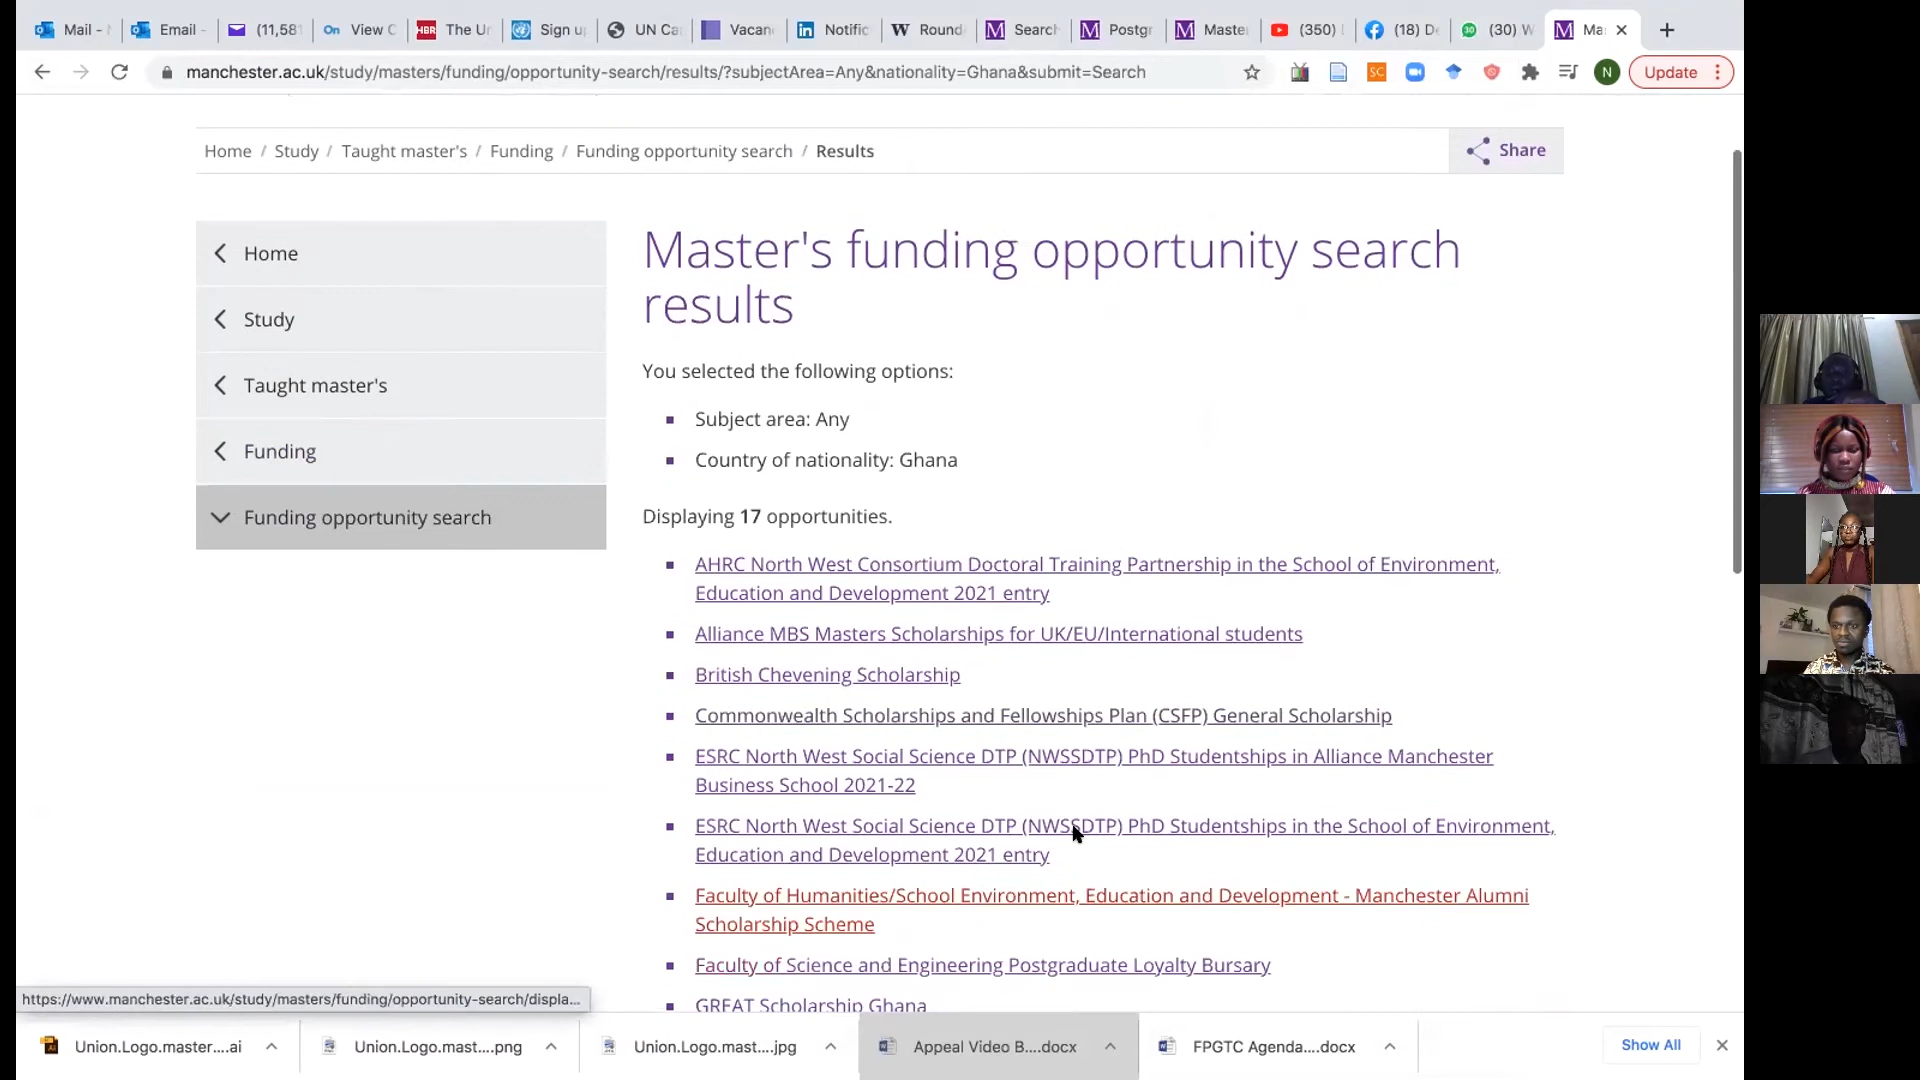 Mail -
Email -
(11,581
View C
HBR
The Un
Sign up
UN Ca
Vacan
in
Notific
W
Round
M
Search
M
Postgr
M
Master
(350)
(18) De
30
(30) W
M
Ma
manchester.ac.uk/study/masters/funding/opportunity-search/results/?subjectArea=Any&nationality=Ghana&submit=Search
SC
N
Update
Home / Study / Taught master's / Funding / Funding opportunity search / Results
Share
Home
Study
Taught master's
Funding
Funding opportunity search
Master's funding opportunity search
results
You selected the following options:
Subject area: Any
Country of nationality: Ghana
Displaying 17 opportunities.
AHRC North West Consortium Doctoral Training Partnership in the School of Environment,
Education and Development 2021 entry
Alliance MBS Masters Scholarships for UK/EU/International students
British Chevening Scholarship
Commonwealth Scholarships and Fellowships Plan (CSFP) General Scholarship
ESRC North West Social Science DTP (NWSSDTP) PhD Studentships in Alliance Manchester
Business School 2021-22
ESRC North West Social Science DTP (NWSSDTP) PhD Studentships in the School of Environment,
Education and Development 2021 entry
Faculty of Humanities/School Environment, Education and Development - Manchester Alumni
Scholarship Scheme
Faculty of Science and Engineering Postgraduate Loyalty Bursary
GREAT Scholarship Ghana
https://www.manchester.ac.uk/study/masters/funding/opportunity-search/displa...
Union.Logo.master....ai
Union.Logo.mast....png
Union.Logo.mast....jpg
Appeal Video B....docx
FPGTC Agenda....docx
Show All